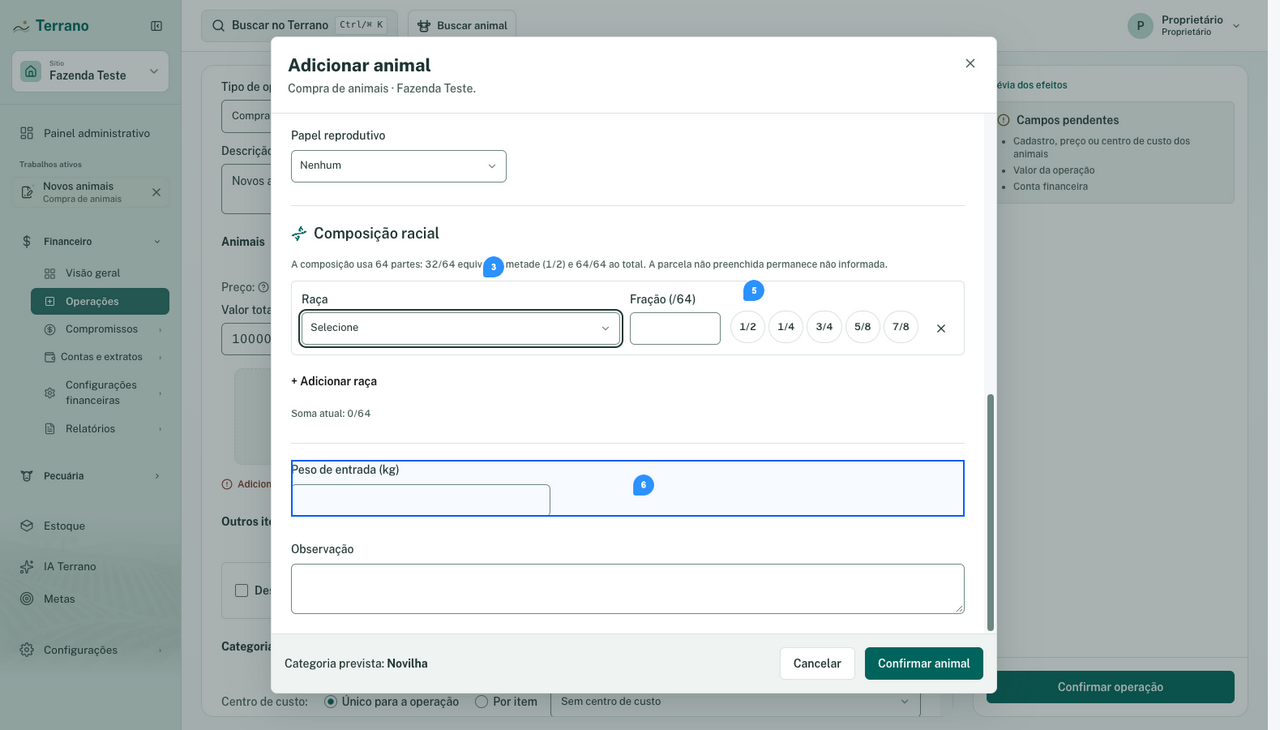 Terrano
Buscar no Terrano
Ctrl/⌘ K
Buscar animal
P
Proprietário
Proprietário
Sítio
Fazenda Teste
Painel administrativo
Trabalhos ativos
Novos animais
Compra de animais
Financeiro
Visão geral
Operações
Compromissos
Contas e extratos
Configurações
financeiras
Relatórios
Pecuária
Estoque
IA Terrano
Metas
Configurações
Tipo de
Compra
Descriçã
Novos
Animais
Preço:
Valor
10000
Adicion
Outros
Categoria
Centro de custo:
Único para a operação
Por item
Sem centro de custo
Adicionar animal
Compra de animais · Fazenda Teste.
Papel reprodutivo
Nenhum
Composição racial
A composição usa 64 partes: 32/64 equiv
metade (1/2) e 64/64 ao total. A parcela não preenchida permanece não informada.
3
5
Raça
Selecione
Fração (/64)
1/2
1/4
3/4
5/8
7/8
+ Adicionar raça
Soma atual: 0/64
Peso de entrada (kg)
6
Observação
Categoria prevista: Novilha
Cancelar
Confirmar animal
évia dos efeitos
Campos pendentes
• Cadastro, preço ou centro de custo dos
animais
• Valor da operação
• Conta financeira
Confirmar operação